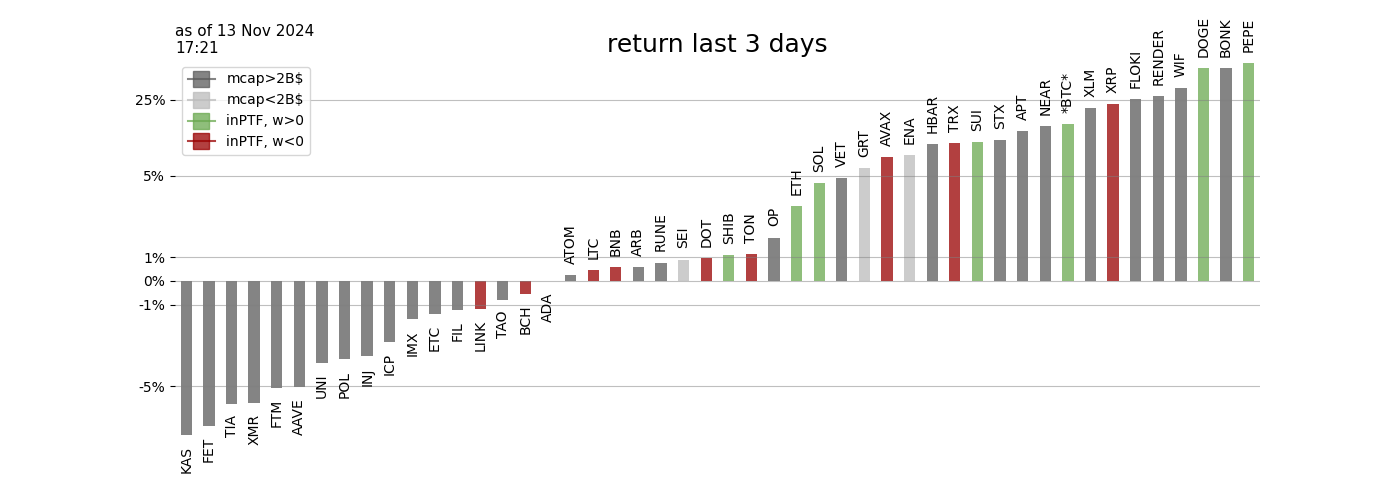 as of 13 Nov 2024
17:21
return last 3 days
mcap>2B$
mcap<2B$
inPTF, w>0
inPTF, w<0
25%
5%
1%
0%
-1%
-5%
KAS
FET
TIA
XMR
FTM
AAVE
UNI
POL
INJ
ICP
IMX
ETC
FIL
LINK
TAO
BCH
ADA
ATOM
LTC
BNB
ARB
RUNE
SEI
DOT
SHIB
TON
OP
ETH
SOL
VET
GRT
AVAX
ENA
HBAR
TRX
SUI
STX
APT
NEAR
*BTC*
XLM
XRP
FLOKI
RENDER
WIF
DOGE
BONK
PEPE